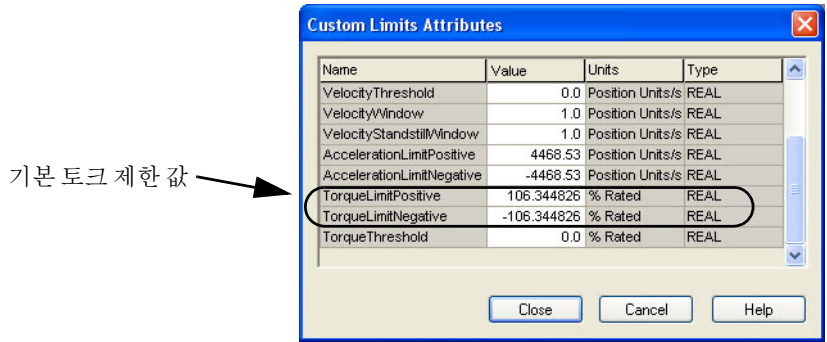 Custom Limits Attributes
Name Value Units Type
VelocityThreshold 0.0 Position Units/s REAL
VelocityWindow 1.0 Position Units/s REAL
VelocityStandstillWindow 1.0 Position Units/s REAL
AccelerationLimitPositive 4468.53 Position Units/s REAL
AccelerationLimitNegative -4468.53 Position Units/s REAL
기본 토크 제한 값
TorqueLimitPositive 106.344826 % Rated REAL
TorqueLimitNegative -106.344826 % Rated REAL
TorqueThreshold 0.0 % Rated REAL
Close Cancel Help